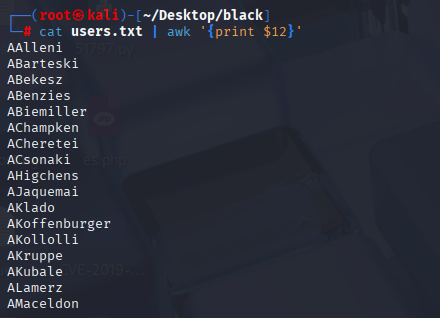 ┌──(root㉿kali)-[~/Desktop/black]
└─# cat users.txt | awk '{print $12}'
AAlleni
ABarteski
ABekesz
ABenzies
ABiemiller
AChampken
ACheretei
ACsonaki
AHigchens
AJaquemai
AKlado
AKoffenburger
AKollolli
AKruppe
AKubale
ALamerz
AMaceldon